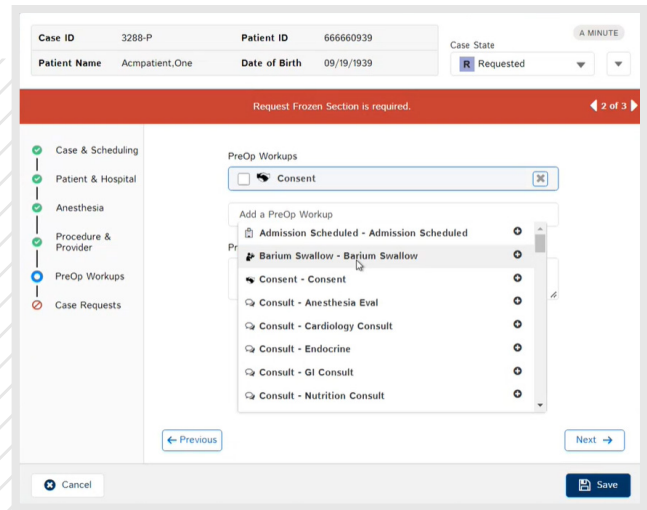 Case ID 3288-P Patient ID 666660939
Patient Name Acmpatient,One Date of Birth 09/19/1939
A MINUTE
Case State
R Requested
Request Frozen Section is required.
2 of 3
Case & Scheduling
Patient & Hospital
Anesthesia
Procedure &
Provider
PreOp Workups
Case Requests
PreOp Workups
Consent
Add a PreOp Workup
Pr
Admission Scheduled - Admission Scheduled
Barium Swallow - Barium Swallow
Consent - Consent
Consult - Anesthesia Eval
Consult - Cardiology Consult
Consult - Endocrine
Consult - GI Consult
Consult - Nutrition Consult
Previous
Next
Cancel
Save